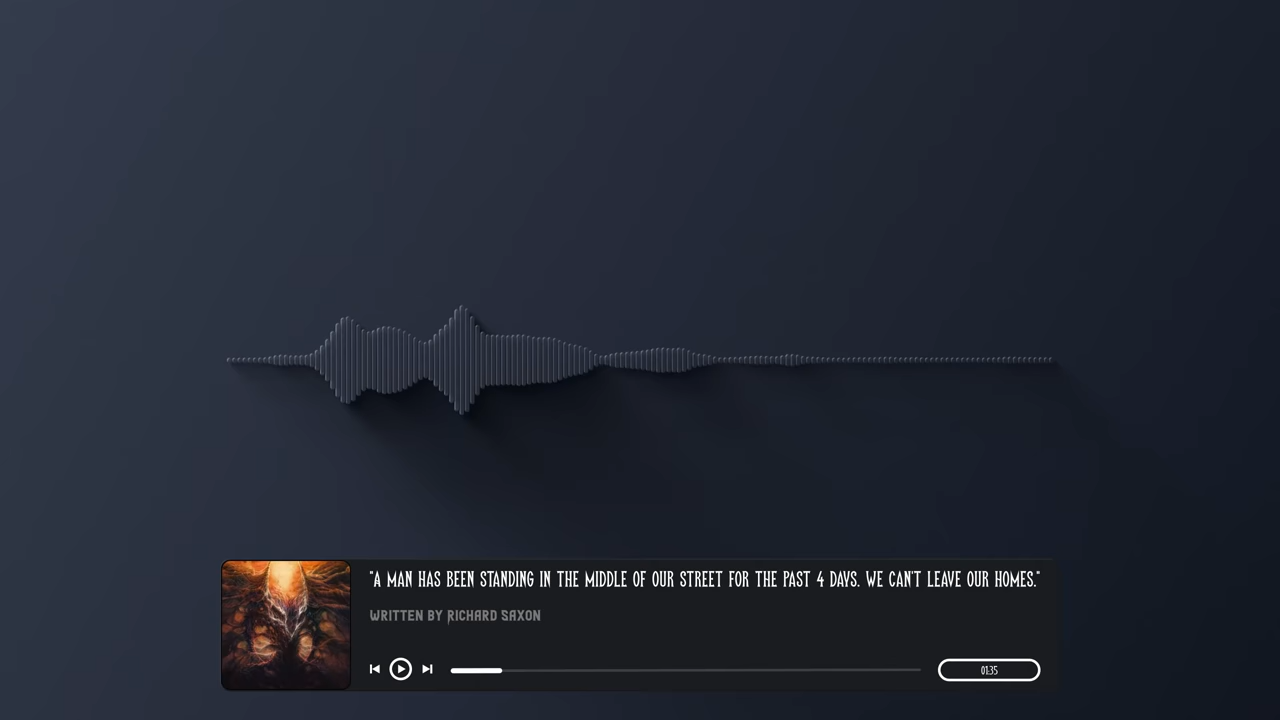 "A MAN HAS BEEN STANDING IN THE MIDDLE OF OUR STREET FOR THE PAST 4 DAYS. WE CAN'T LEAVE OUR HOMES."
WRITTEN BY RICHARD SAXON
01:35